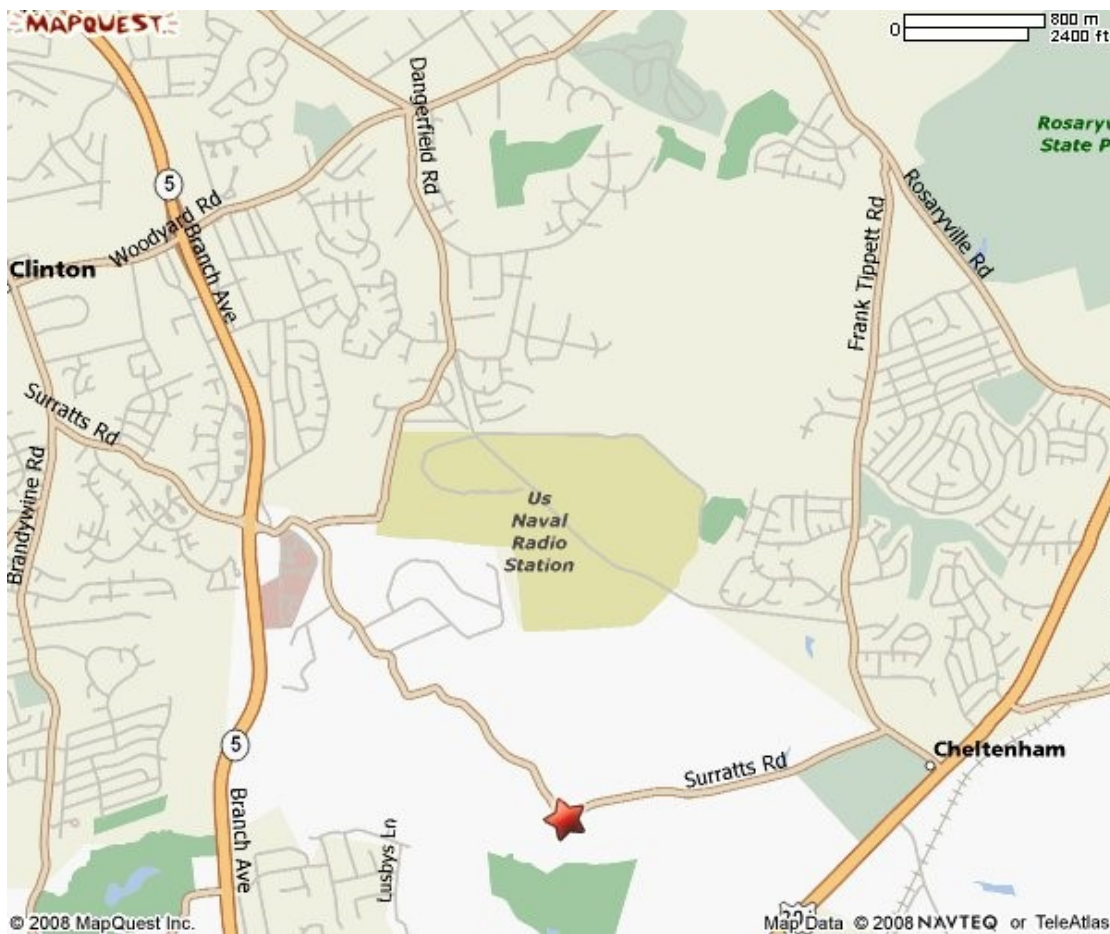 MAPQUEST
0
800 m
2400 ft
Dangerfield Rd
Rosaryv
State P
5
Woodyard Rd
Branch Ave
Clinton
Rosaryville Rd
Frank Tippett Rd
Surratts Rd
Brandywine Rd
Us
Naval
Radio
Station
5
Surratts Rd
Cheltenham
Branch Ave
Lusbys Ln
© 2008 MapQuest Inc.
Map Data © 2008 NAVTEQ or TeleAtlas